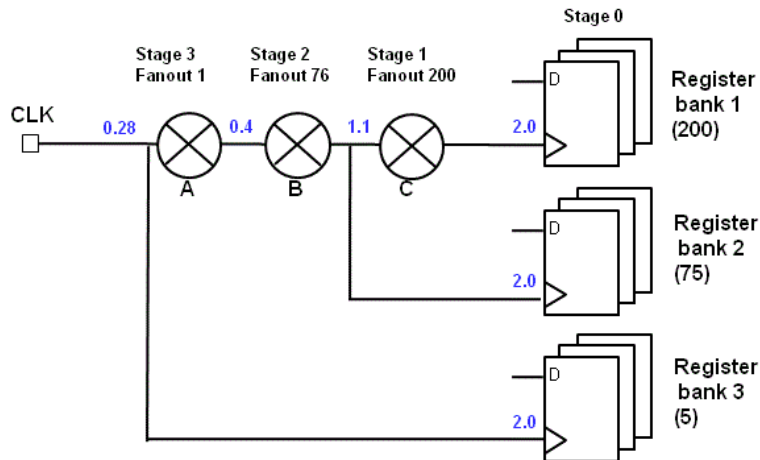 Stage 0
Stage 3
Fanout 1
Stage 2
Fanout 76
Stage 1
Fanout 200
CLK
0.28
0.4
1.1
2.0
A
B
C
D
Register
bank 1
(200)
D
2.0
Register
bank 2
(75)
D
2.0
Register
bank 3
(5)